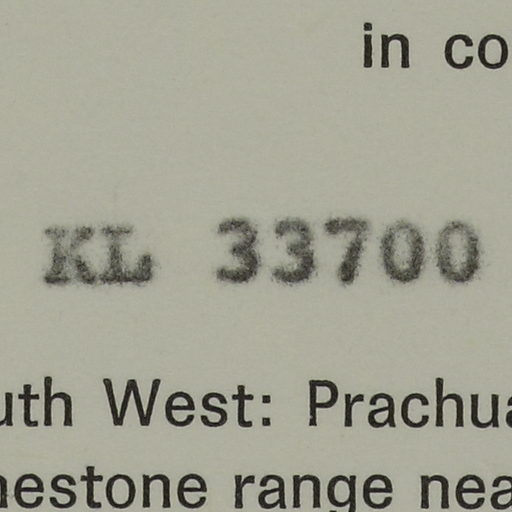 in co
KL 33700
uth West: Prachua
nestone range nea